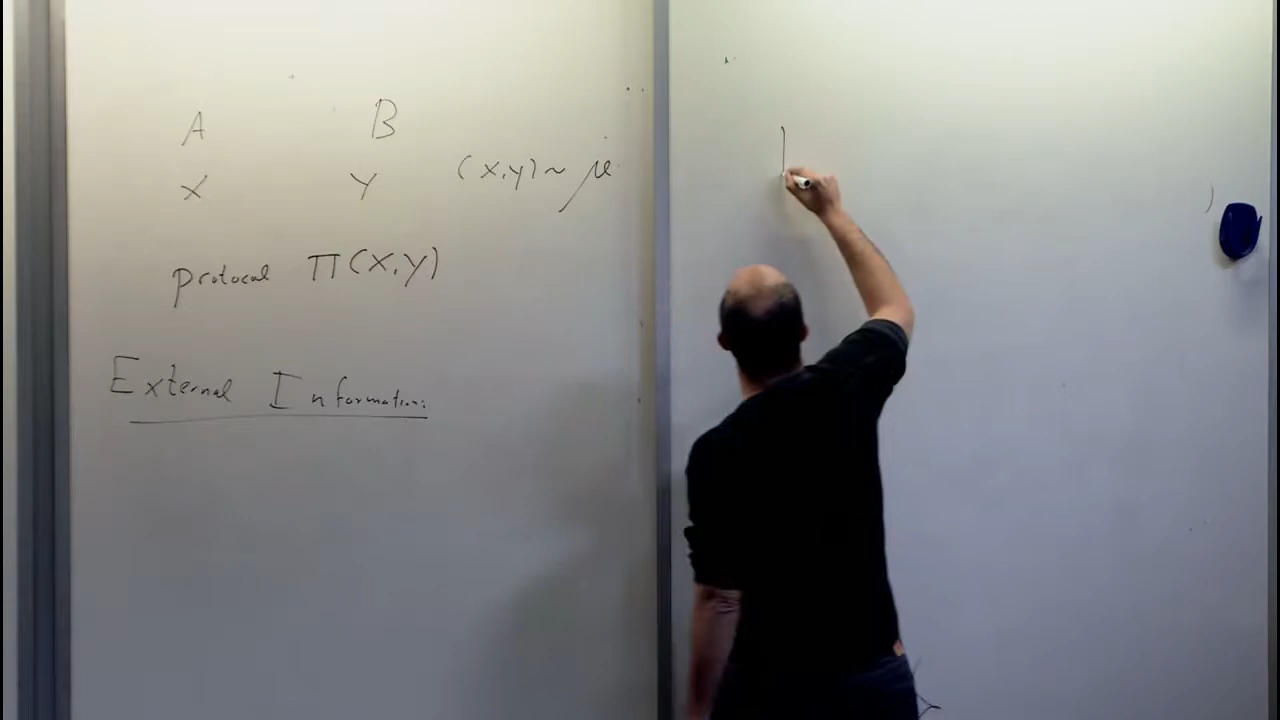 A B
X Y (X,Y) ~ μ
protocol Π(X,Y)
External Information: